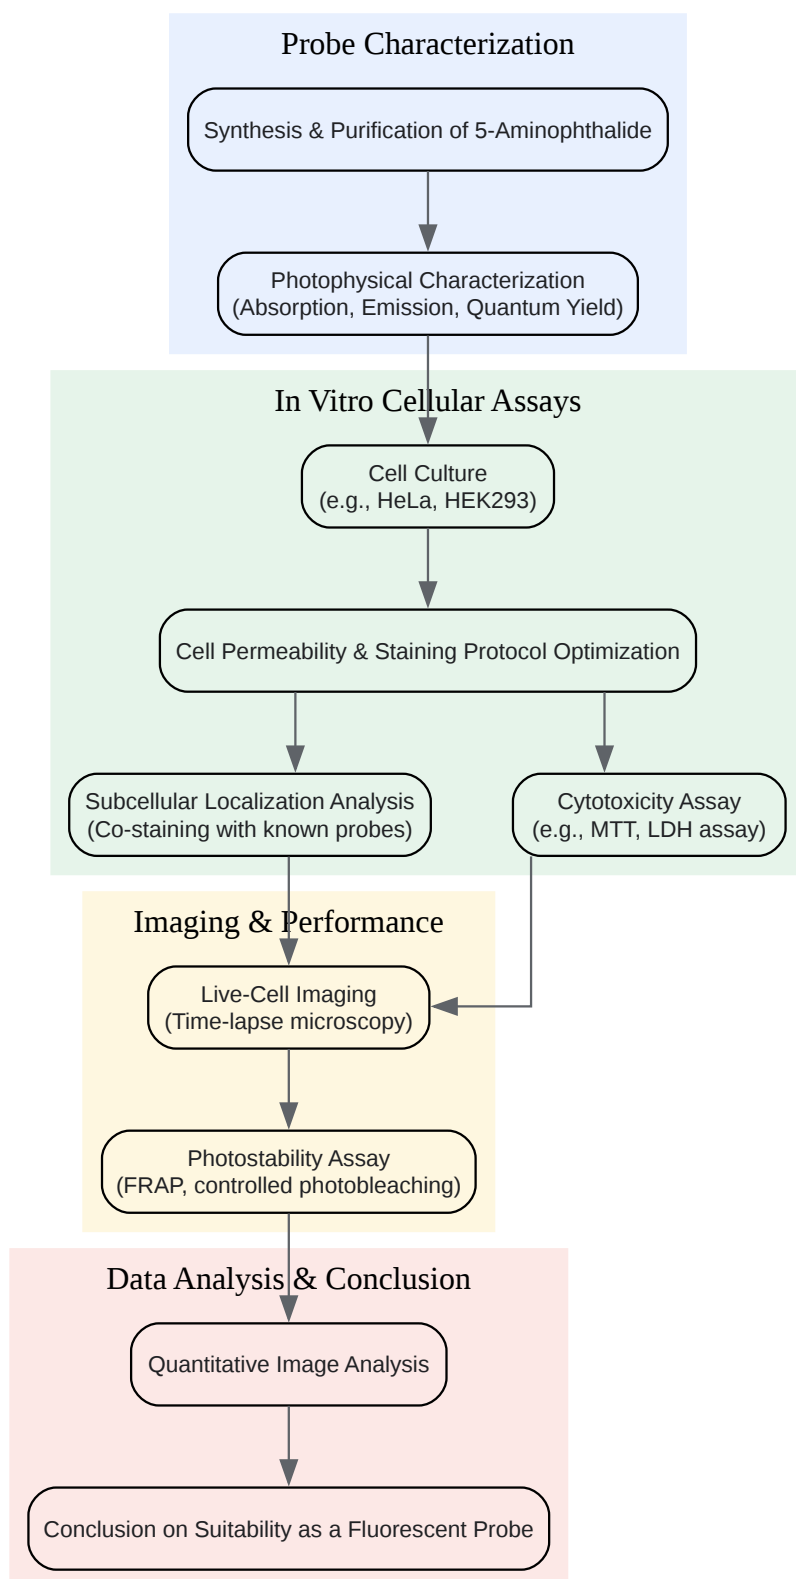 Probe Characterization
Synthesis & Purification of 5-Aminophthalide
Photophysical Characterization
(Absorption, Emission, Quantum Yield)
In Vitro Cellular Assays
Cell Culture
(e.g., HeLa, HEK293)
Cell Permeability & Staining Protocol Optimization
Subcellular Localization Analysis
(Co-staining with known probes)
Cytotoxicity Assay
(e.g., MTT, LDH assay)
Imaging & Performance
Live-Cell Imaging
(Time-lapse microscopy)
Photostability Assay
(FRAP, controlled photobleaching)
Data Analysis & Conclusion
Quantitative Image Analysis
Conclusion on Suitability as a Fluorescent Probe